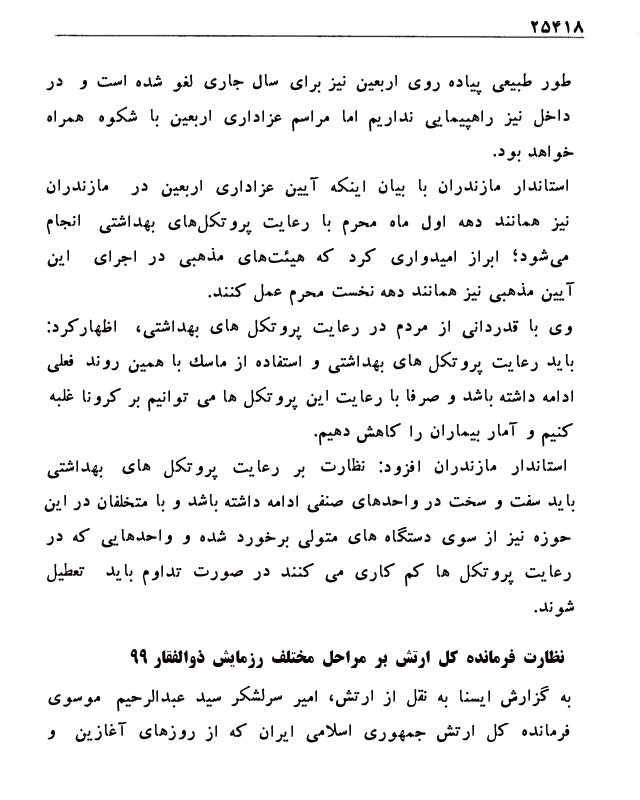 ۲۵۴۱۸
طور طبیعی پیاده روی اربعین نیز برای سال جاری لغو شده است و در
داخل نیز راهپیمایی نداریم اما مراسم عزاداری اربعین با شکوه همراه
خواهد بود.
استاندار مازندران با بیان اینکه آیین عزاداری اربعین در مازندران
نیز همانند دهه اول ماه محرم با رعایت پروتکل‌های بهداشتی انجام
می‌شود؛ ابراز امیدواری کرد که هیئت‌های مذهبی در اجرای این
آیین مذهبی نیز همانند دهه نخست محرم عمل کنند.
وی با قدردانی از مردم در رعایت پروتکل های بهداشتی، اظهارکرد:
باید رعایت پروتکل های بهداشتی و استفاده از ماسك با همین روند فعلی
ادامه داشته باشد و صرفا با رعایت این پروتکل ها می توانیم بر کرونا غلبه
کنیم و آمار بیماران را کاهش دهیم.
استاندار مازندران افزود: نظارت بر رعایت پروتکل های بهداشتی
باید سفت و سخت در واحدهای صنفی ادامه داشته باشد و با متخلفان در این
حوزه نیز از سوی دستگاه های متولی برخورد شده و واحدهایی که در
رعایت پروتکل ها کم کاری می کنند در صورت تداوم باید تعطیل
شوند.
نظارت فرمانده کل ارتش بر مراحل مختلف رزمایش ذوالفقار ۹۹
به گزارش ایسنا به نقل از ارتش، امیر سرلشکر سید عبدالرحیم موسوی
فرمانده کل ارتش جمهوری اسلامی ایران که از روزهای آغازین و